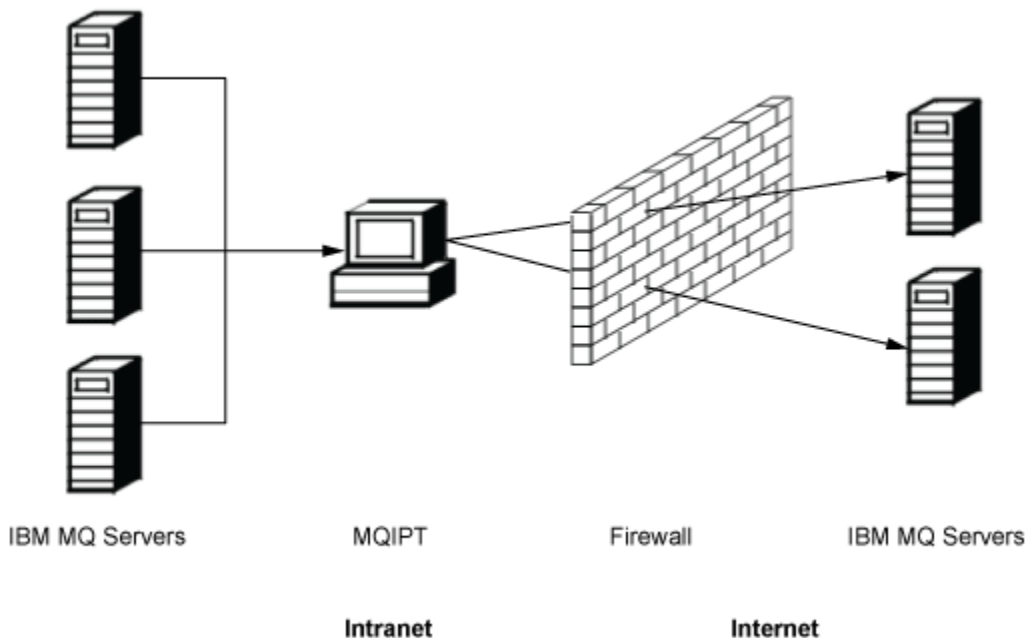 IBM MQ Servers
MQIPT
Firewall
IBM MQ Servers
Intranet
Internet